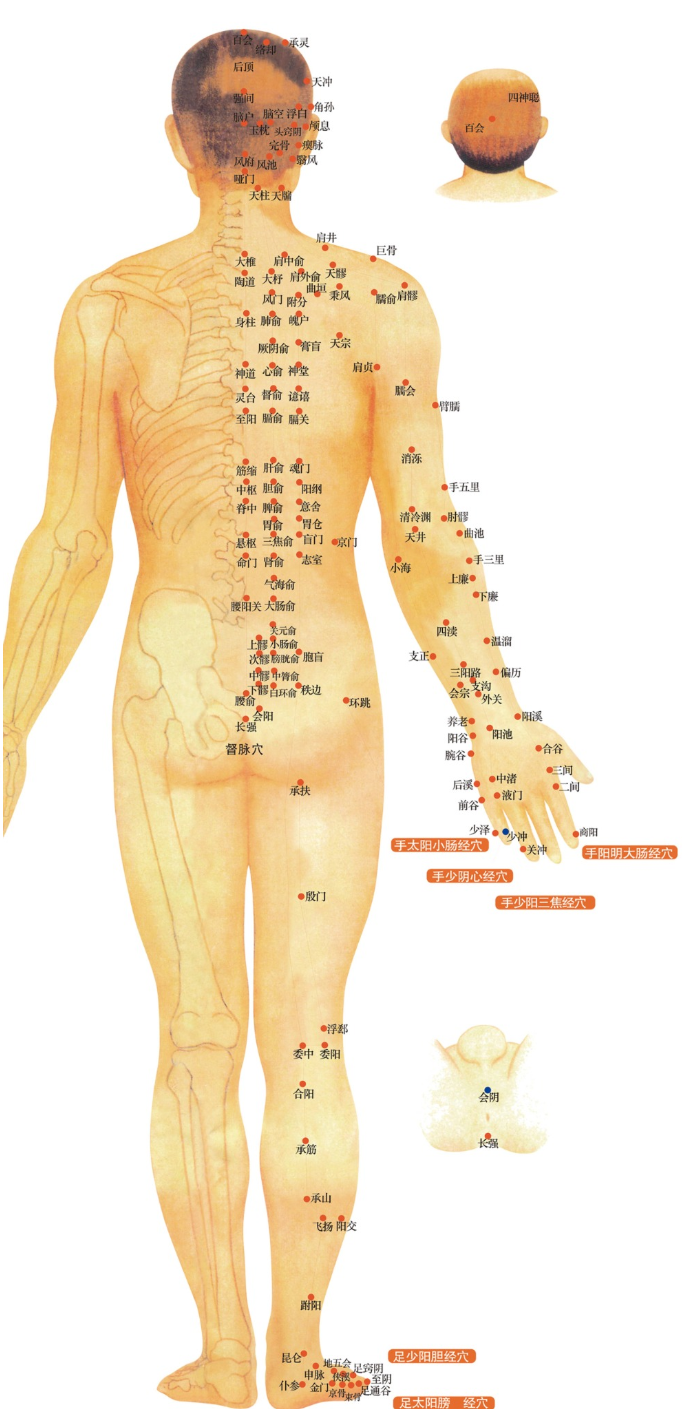 百会
络却
承灵
后顶
天冲
强间
角孙
脑户
脑空
浮白
玉枕
头窍阴
颅息
完骨
瘈脉
风府
风池
翳风
哑门
天柱
天牖
四神聪
百会
肩井
巨骨
大椎
肩中俞
天髎
陶道
大杼
肩外俞
曲垣
秉风
臑俞
肩髎
风门
附分
身柱
肺俞
魄户
天宗
厥阴俞
膏盲
肩贞
神道
心俞
神堂
臑会
灵台
督俞
譩譆
臂臑
至阳
膈俞
膈关
消泺
筋缩
肝俞
魂门
手五里
中枢
胆俞
阳纲
脊中
脾俞
意舍
清冷渊
肘髎
胃俞
胃仓
天井
曲池
悬枢
三焦俞
盲门
京门
命门
肾俞
志室
小海
手三里
上廉
气海俞
下廉
腰阳关
大肠俞
关元俞
四渎
上髎
小肠俞
温溜
次髎
膀胱俞
胞盲
支正
中髎
中膂俞
三阳路
偏历
下髎
白环俞
秩边
支沟
会宗
外关
腰俞
环跳
会阳
养老
阳溪
长强
阳池
阳谷
督脉穴
腕谷
合谷
三间
中渚
后溪
二间
承扶
液门
前谷
少泽
少冲
商阳
手太阳小肠经穴
关冲
手阳明大肠经穴
手少阴心经穴
殷门
手少阳三焦经穴
浮郄
委中
委阳
合阳
会阴
长强
承筋
承山
飞扬
阳交
跗阳
昆仑
地五会
足少阳胆经穴
足窍阴
申脉
侠溪
至阴
仆参
金门
京骨
束骨
足通谷
足太阳膀 经穴